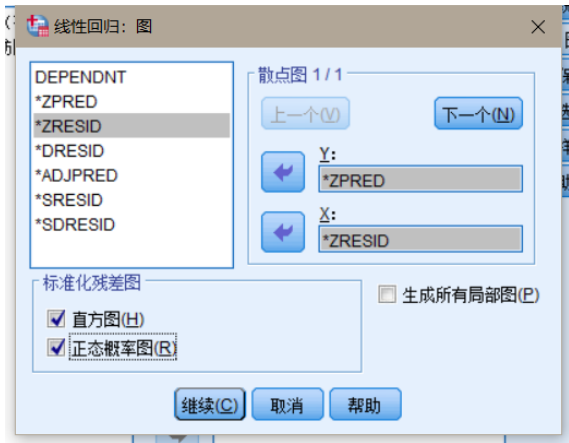 线性回归：图
DEPENDNT
*ZPRED
*ZRESID
*DRESID
*ADJPRED
*SRESID
*SDRESID
散点图 1 / 1
上一个(V)
下一个(N)
Y:
*ZPRED
X:
*ZRESID
标准化残差图
直方图(H)
正态概率图(R)
生成所有局部图(P)
继续(C)
取消
帮助